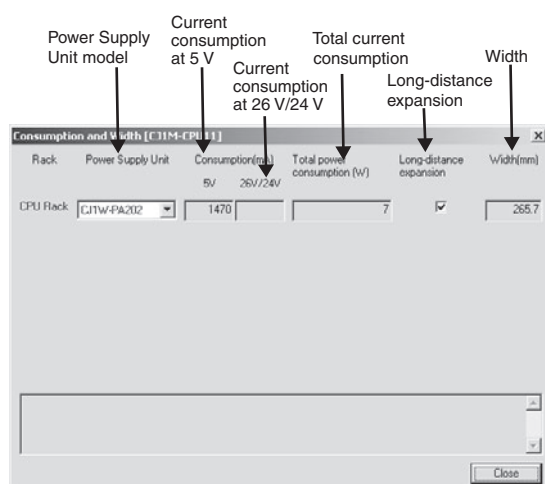 Power Supply
Unit model
Current
consumption
at 5 V
Current
consumption
at 26 V/24 V
Total current
consumption
Long-distance
expansion
Width
Consumption and Width [CJ1M-CPU11]
Rack Power Supply Unit Consumption(mA) Total power consumption (W) Long-distance expansion Width(mm)
5V 26V/24V
CPU Rack CJ1W-PA202 1470 7 265.7
Close